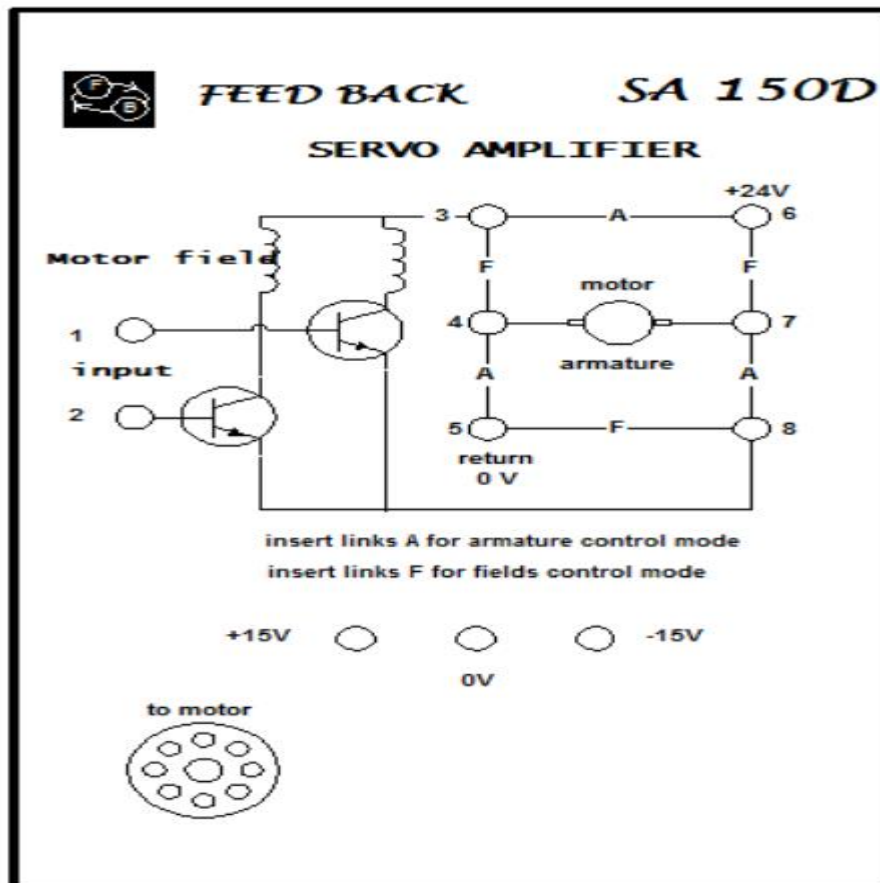 F
B
FEED BACK SA 150D
SERVO AMPLIFIER
+24V
3 A 6
Motor field
F F
motor
1 4 7
armature
input
A A
2 5 F 8
return
0 V
insert links A for armature control mode
insert links F for fields control mode
+15V -15V
0V
to motor